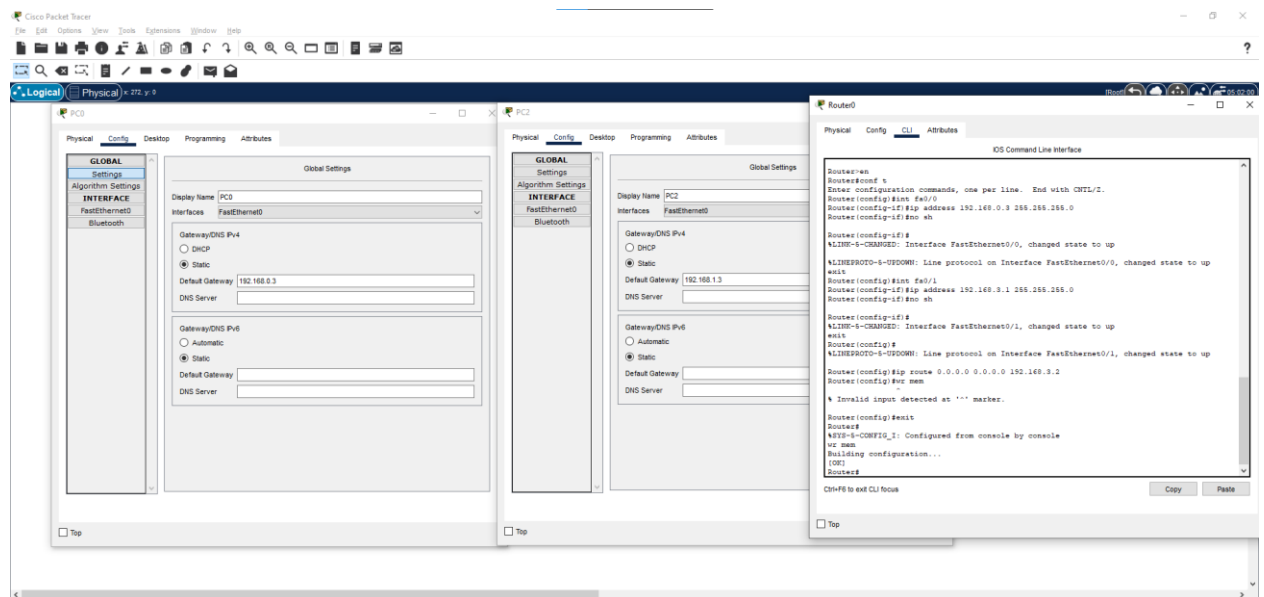 Cisco Packet Tracer
File Edit Options View Tools Extensions Window Help
?
Logical Physical x: 272, y: 0
[Root] 05:02:00
PC0
Physical Config Desktop Programming Attributes
GLOBAL
Settings
Algorithm Settings
INTERFACE
FastEthernet0
Bluetooth
Global Settings
Display Name PC0
Interfaces FastEthernet0
Gateway/DNS IPv4
DHCP
Static
Default Gateway 192.168.0.3
DNS Server
Gateway/DNS IPv6
Automatic
Static
Default Gateway
DNS Server
Top
PC2
Physical Config Desktop Programming Attributes
GLOBAL
Settings
Algorithm Settings
INTERFACE
FastEthernet0
Bluetooth
Global Settings
Display Name PC2
Interfaces FastEthernet0
Gateway/DNS IPv4
DHCP
Static
Default Gateway 192.168.1.3
DNS Server
Gateway/DNS IPv6
Automatic
Static
Default Gateway
DNS Server
Top
Router0
Physical Config CLI Attributes
IOS Command Line Interface
Router>en
Router#conf t
Enter configuration commands, one per line. End with CNTL/Z.
Router(config)#int fa0/0
Router(config-if)#ip address 192.168.0.3 255.255.255.0
Router(config-if)#no sh
Router(config-if)#
%LINK-5-CHANGED: Interface FastEthernet0/0, changed state to up
%LINEPROTO-5-UPDOWN: Line protocol on Interface FastEthernet0/0, changed state to up
exit
Router(config)#int fa0/1
Router(config-if)#ip address 192.168.3.1 255.255.255.0
Router(config-if)#no sh
Router(config-if)#
%LINK-5-CHANGED: Interface FastEthernet0/1, changed state to up
exit
Router(config)#
%LINEPROTO-5-UPDOWN: Line protocol on Interface FastEthernet0/1, changed state to up
Router(config)#ip route 0.0.0.0 0.0.0.0 192.168.3.2
Router(config)#wr mem
^
% Invalid input detected at '^' marker.
Router(config)#exit
Router#
%SYS-5-CONFIG_I: Configured from console by console
wr mem
Building configuration...
[OK]
Router#
Ctrl+F6 to exit CLI focus
Copy Paste
Top